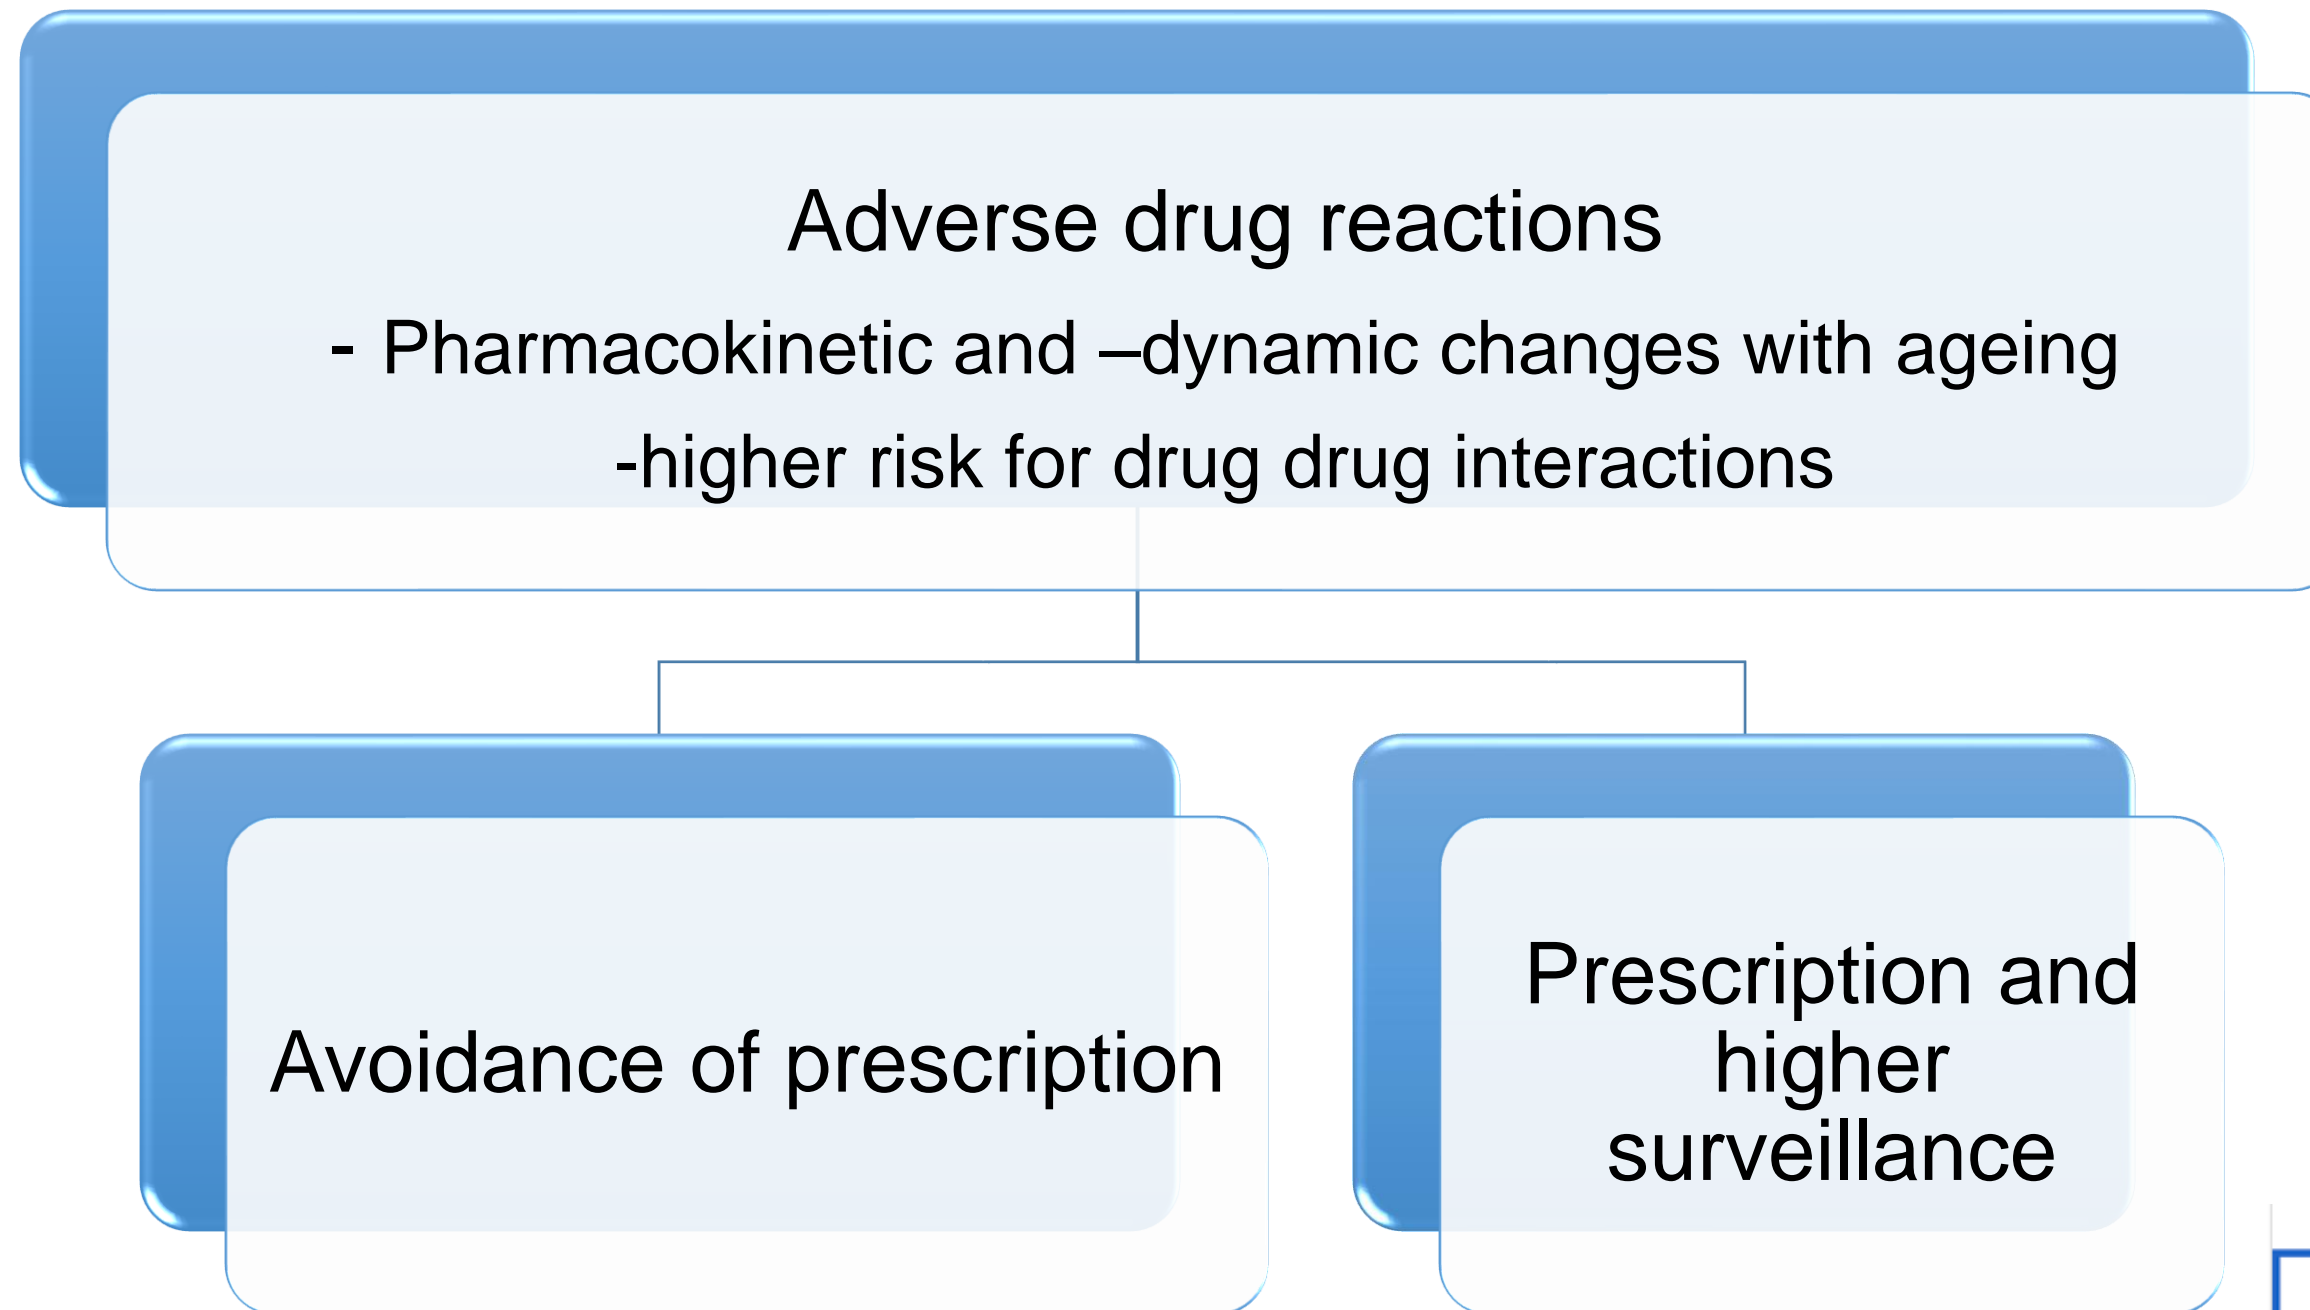 Adverse drug reactions
- Pharmacokinetic and –dynamic changes with ageing
-higher risk for drug drug interactions
Avoidance of prescription
Prescription and
higher
surveillance